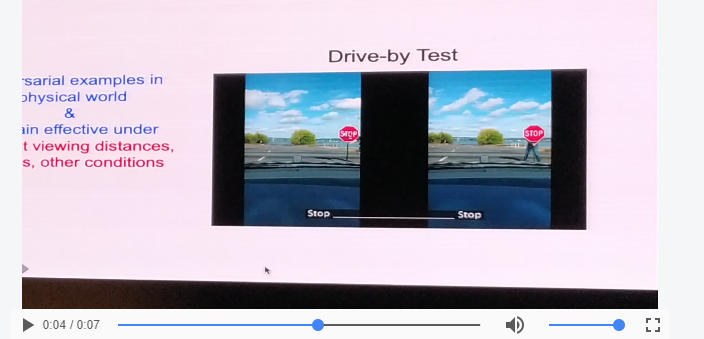 Drive-by Test
sarial examples in
physical world
&
ain effective under
t viewing distances,
s, other conditions
STOP
STOP
Stop
Stop
0:04 / 0:07